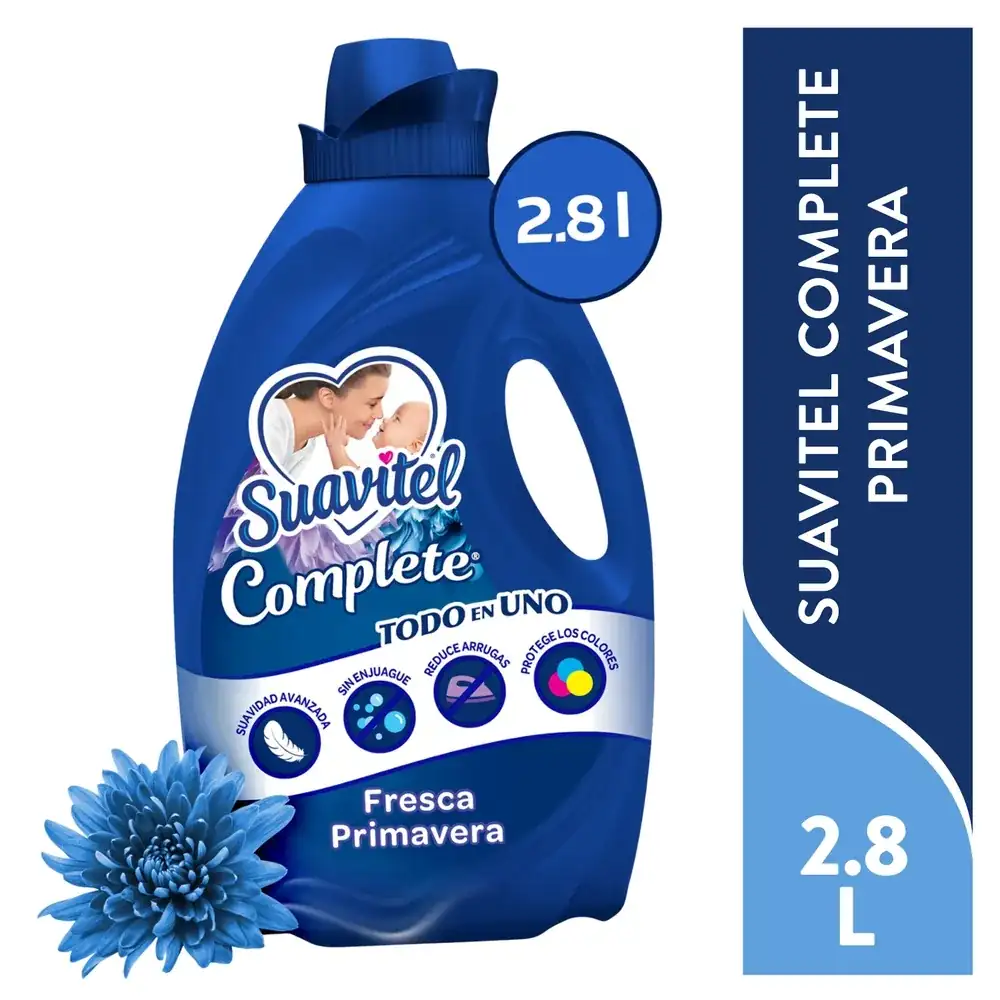 2.8 l
Suavitel
Complete®
TODO EN UNO
SUAVIDAD AVANZADA
SIN ENJUAGUE
REDUCE ARRUGAS
PROTEGE LOS COLORES
Fresca
Primavera
SUAVITEL COMPLETE
PRIMAVERA
2.8
L